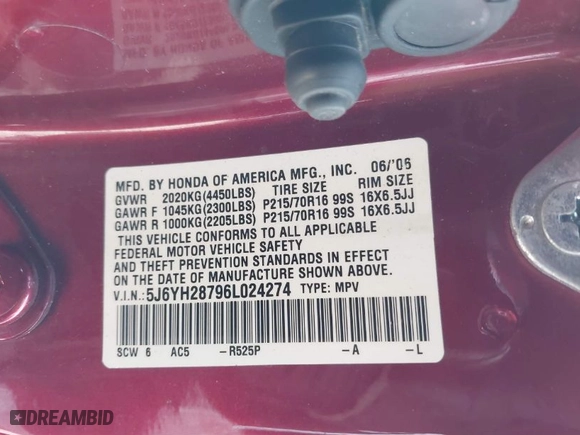 MFD. BY HONDA OF AMERICA MFG., INC. 06/'06
GVWR 2020KG(4450LBS) TIRE SIZE RIM SIZE
GAWR F 1045KG(2300LBS) P215/70R16 99S 16X6.5JJ
GAWR R 1000KG(2205LBS) P215/70R16 99S 16X6.5JJ
THIS VEHICLE CONFORMS TO ALL APPLICABLE
FEDERAL MOTOR VEHICLE SAFETY
AND THEFT PREVENTION STANDARDS IN EFFECT
ON THE DATE OF MANUFACTURE SHOWN ABOVE.
V.I.N.:5J6YH28796L024274 TYPE: MPV
SCW 6 AC5 -R525P -A -L
DREAMBID